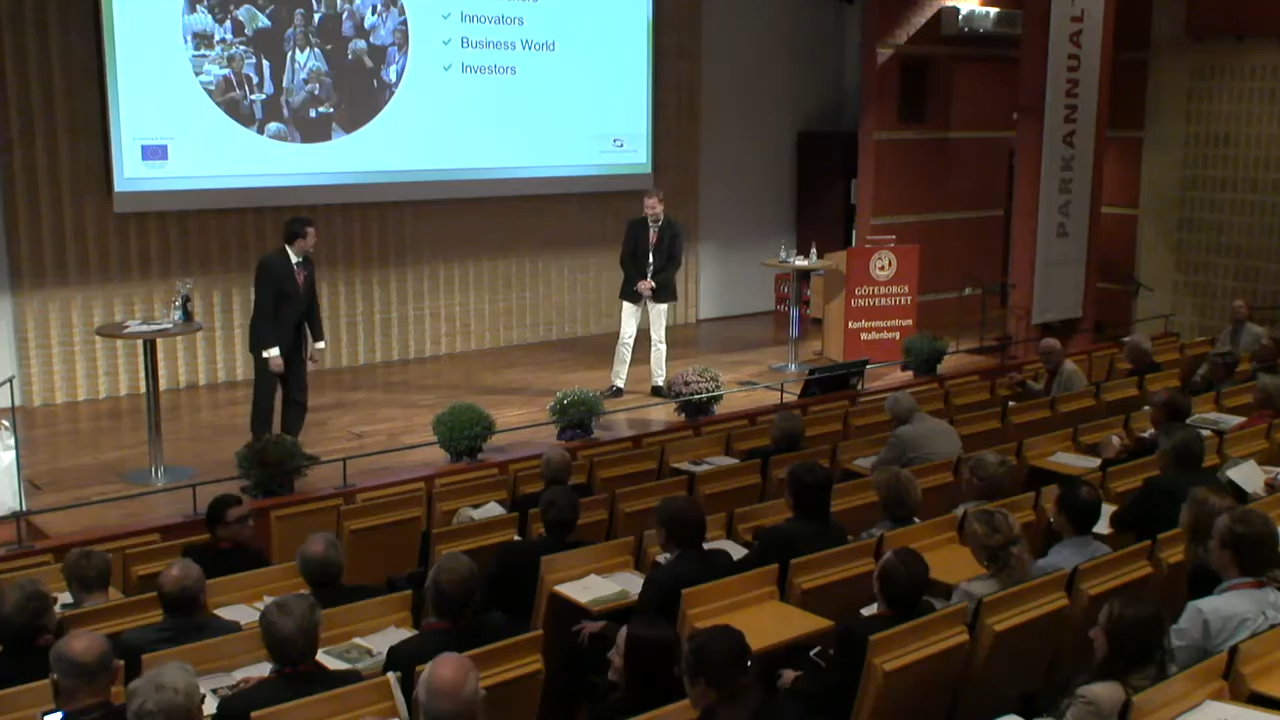 Innovators
Business World
Investors
PARKANNUAL
GÖTEBORGS
UNIVERSITET
Konferenscentrum
Wallenberg